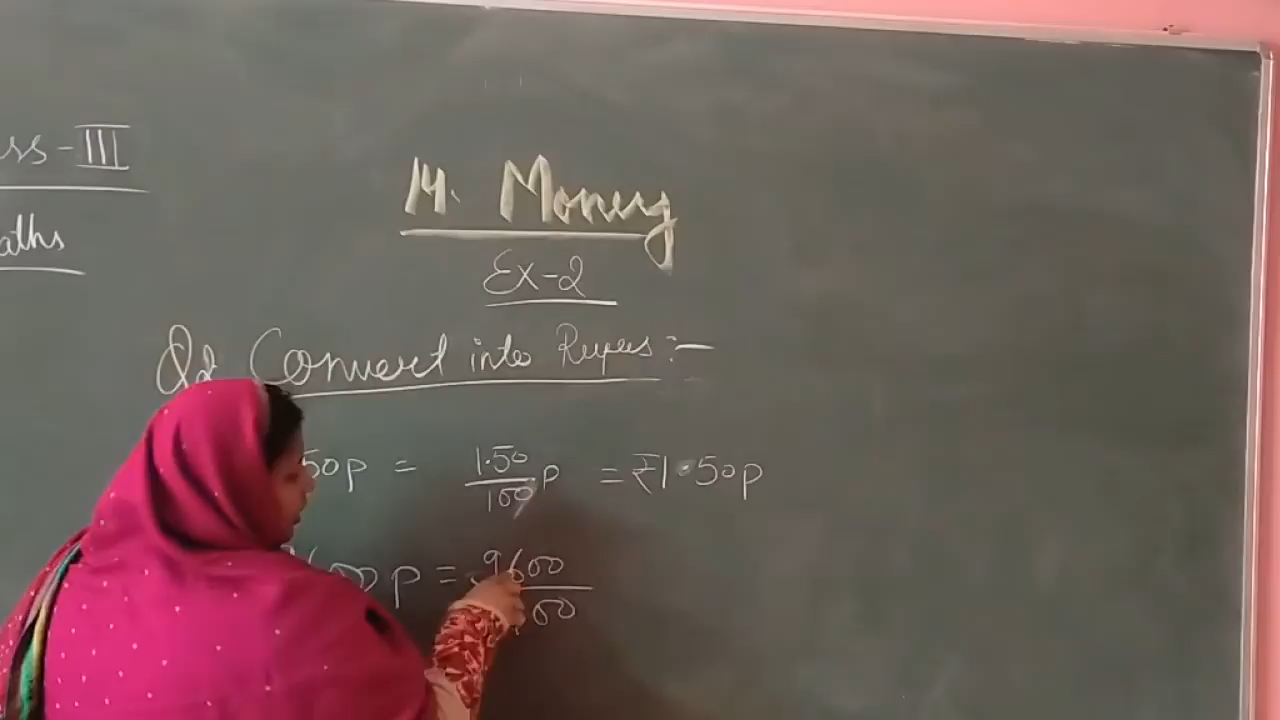 ss - III
aths
14. Money
Ex-2
Q2 Convert into Rupees :-
50p = 1.50/100 p = ₹1.50p
600 p = 9600/00